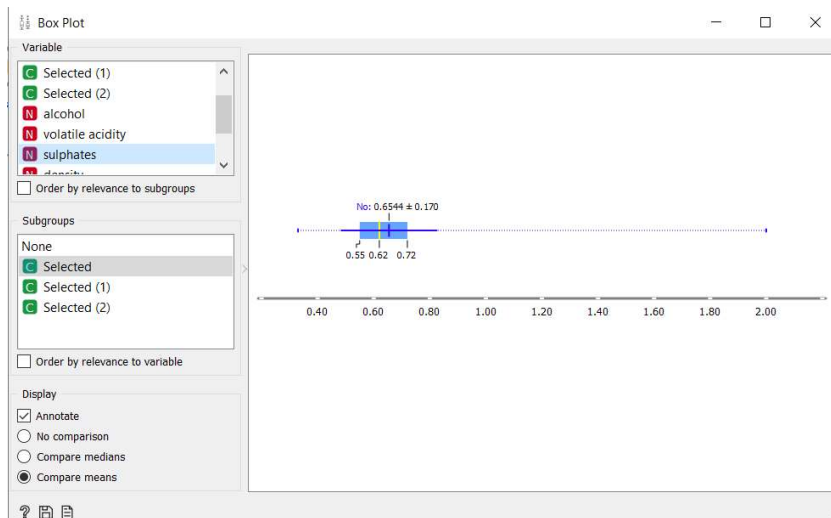 Box Plot
Variable
C Selected (1)
C Selected (2)
N alcohol
N volatile acidity
N sulphates
N density
Order by relevance to subgroups
Subgroups
None
C Selected
C Selected (1)
C Selected (2)
Order by relevance to variable
Display
Annotate
No comparison
Compare medians
Compare means
?
No: 0.6544 ± 0.170
0.55 0.62 0.72
0.40 0.60 0.80 1.00 1.20 1.40 1.60 1.80 2.00